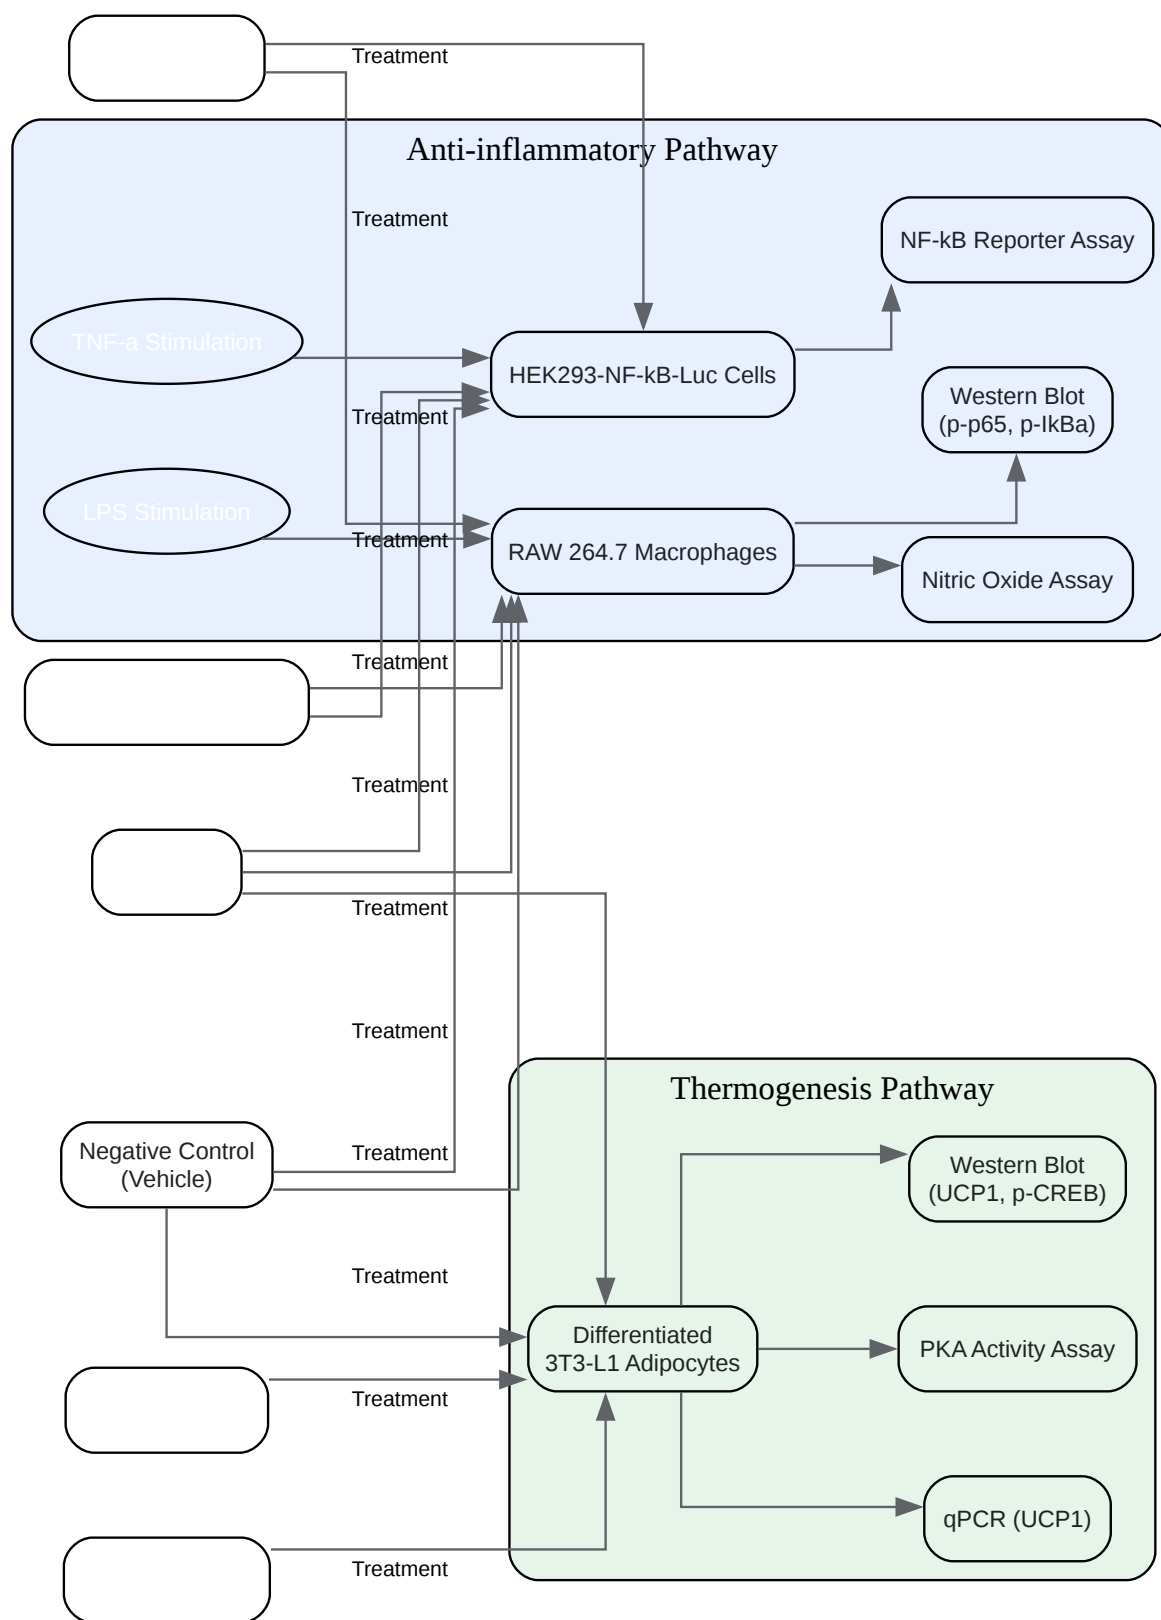 Treatment
Anti-inflammatory Pathway
Treatment
NF-kB Reporter Assay
TNF-a Stimulation
HEK293-NF-kB-Luc Cells
Western Blot
(p-p65, p-IkBa)
Treatment
LPS Stimulation
Treatment
RAW 264.7 Macrophages
Nitric Oxide Assay
Treatment
Treatment
Treatment
Treatment
Thermogenesis Pathway
Negative Control
(Vehicle)
Treatment
Western Blot
(UCP1, p-CREB)
Treatment
Differentiated
3T3-L1 Adipocytes
PKA Activity Assay
Treatment
qPCR (UCP1)
Treatment